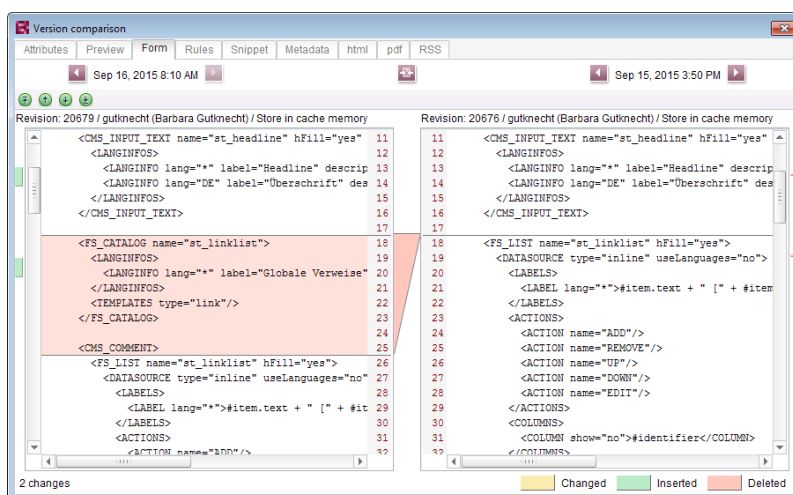 Version comparison
Attributes Preview Form Rules Snippet Metadata html pdf RSS
Sep 16, 2015 8:10 AM Sep 15, 2015 3:50 PM
Revision: 20679 / gutknecht (Barbara Gutknecht) / Store in cache memory
<CMS_INPUT_TEXT name="st_headline" hFill="yes" 11
<LANGINFOS> 12
<LANGINFO lang="*" label="Headline" descrip 13
<LANGINFO lang="DE" label="Überschrift" des 14
</LANGINFOS> 15
</CMS_INPUT_TEXT> 16
17
<FS_CATALOG name="st_linklist"> 18
<LANGINFOS> 19
<LANGINFO lang="*" label="Globale Verweise" 20
</LANGINFOS> 21
<TEMPLATES type="link"/> 22
</FS_CATALOG> 23
24
<CMS_COMMENT> 25
<FS_LIST name="st_linklist" hFill="yes"> 26
<DATASOURCE type="inline" useLanguages="no" 27
<LABELS> 28
<LABEL lang="*">#item.text + " [" + #it 29
</LABELS> 30
<ACTIONS> 31
<ACTION name="ADD"/> 32
Revision: 20676 / gutknecht (Barbara Gutknecht) / Store in cache memory
11 <CMS_INPUT_TEXT name="st_headline" hFill="yes"
12 <LANGINFOS>
13 <LANGINFO lang="*" label="Headline" descrip
14 <LANGINFO lang="DE" label="Überschrift" des
15 </LANGINFOS>
16 </CMS_INPUT_TEXT>
17
18 <FS_LIST name="st_linklist" hFill="yes">
19 <DATASOURCE type="inline" useLanguages="no">
20 <LABELS>
21 <LABEL lang="*">#item.text + " [" + #item
22 </LABELS>
23 <ACTIONS>
24 <ACTION name="ADD"/>
25 <ACTION name="REMOVE"/>
26 <ACTION name="UP"/>
27 <ACTION name="DOWN"/>
28 <ACTION name="EDIT"/>
29 </ACTIONS>
30 <COLUMNS>
31 <COLUMN show="no">#identifier</COLUMN>
32 </COLUMNS>
2 changes Changed Inserted Deleted